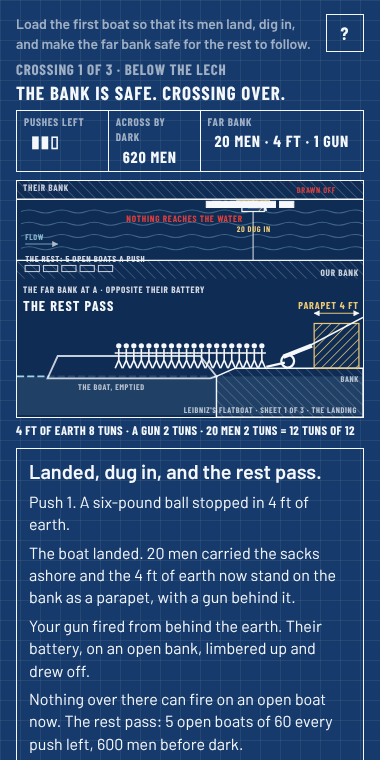 Load the first boat so that its men land, dig in,
and make the far bank safe for the rest to follow.
?
CROSSING 1 OF 3 · BELOW THE LECH
THE BANK IS SAFE. CROSSING OVER.
PUSHES LEFT
ACROSS BY DARK
620 MEN
FAR BANK
20 MEN · 4 FT · 1 GUN
THEIR BANK
DRAWN OFF
NOTHING REACHES THE WATER
20 DUG IN
FLOW
THE REST: 5 OPEN BOATS A PUSH
OUR BANK
THE FAR BANK AT A · OPPOSITE THEIR BATTERY
THE REST PASS
PARAPET 4 FT
THE BOAT, EMPTIED
BANK
LEIBNIZ'S FLATBOAT · SHEET 1 OF 3 · THE LANDING
4 FT OF EARTH 8 TUNS · A GUN 2 TUNS · 20 MEN 2 TUNS = 12 TUNS OF 12
Landed, dug in, and the rest pass.
Push 1. A six-pound ball stopped in 4 ft of
earth.
The boat landed. 20 men carried the sacks
ashore and the 4 ft of earth now stand on the
bank as a parapet, with a gun behind it.
Your gun fired from behind the earth. Their
battery, on an open bank, limbered up and
drew off.
Nothing over there can fire on an open boat
now. The rest pass: 5 open boats of 60 every
push left, 600 men before dark.